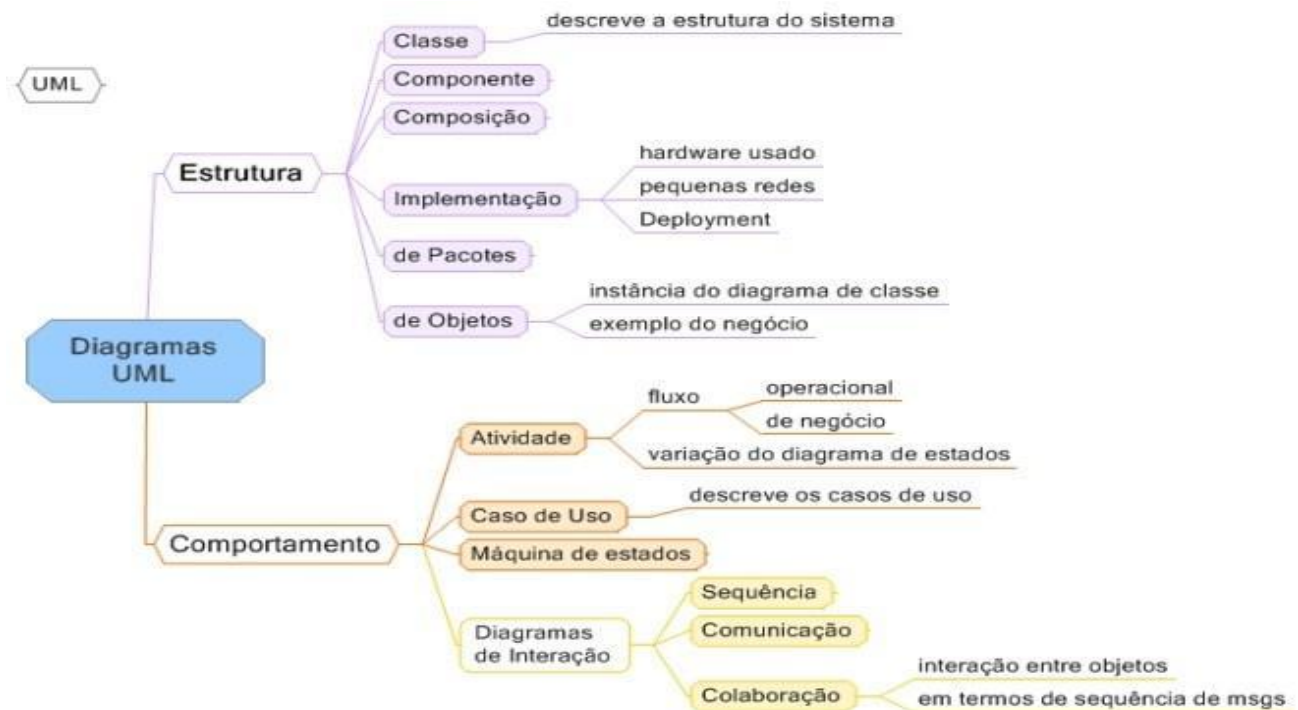 UML
Diagramas
UML
Estrutura
Classe
descreve a estrutura do sistema
Componente
Composição
Implementação
hardware usado
pequenas redes
Deployment
de Pacotes
de Objetos
instância do diagrama de classe
exemplo do negócio
Comportamento
Atividade
fluxo
operacional
de negócio
variação do diagrama de estados
Caso de Uso
descreve os casos de uso
Máquina de estados
Diagramas
de Interação
Sequência
Comunicação
Colaboração
interação entre objetos
em termos de sequência de msgs